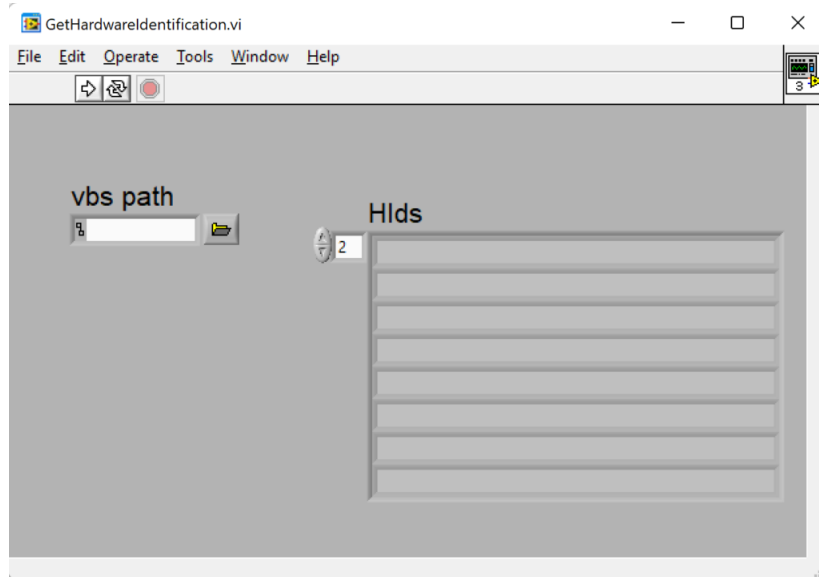 GetHardwareIdentification.vi
File Edit Operate Tools Window Help
3
vbs path
HIds
2